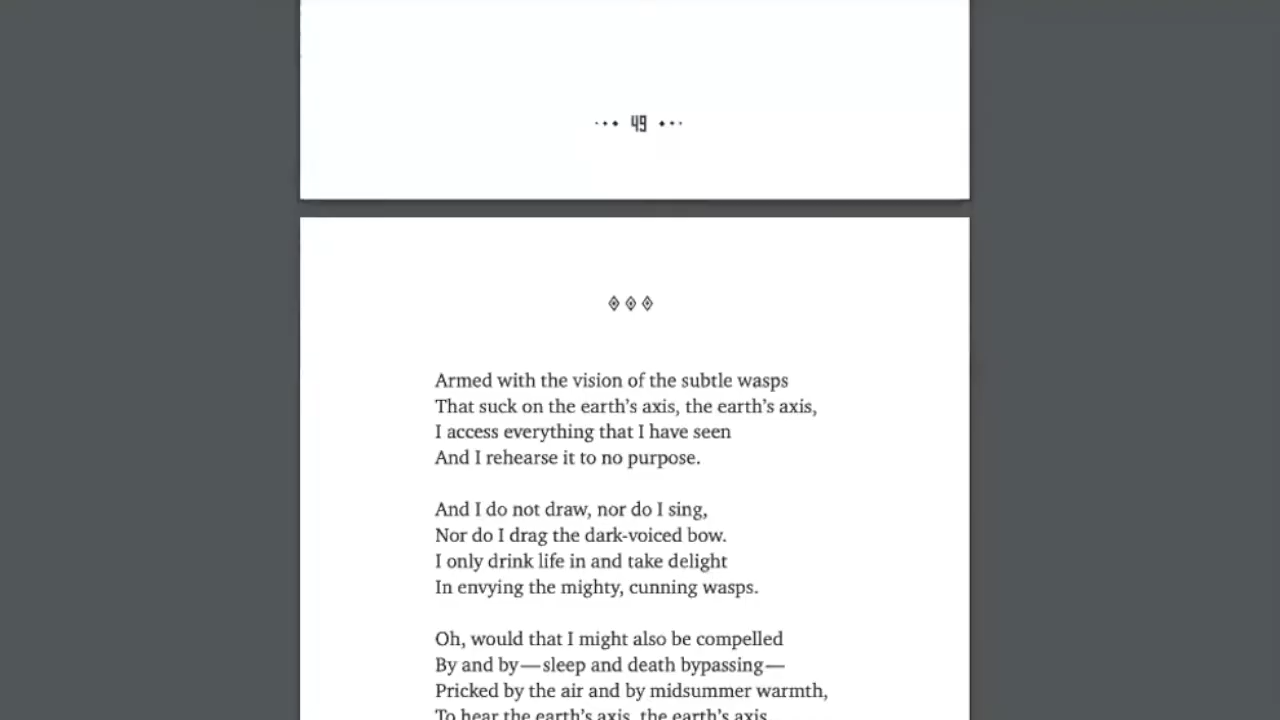 49
Armed with the vision of the subtle wasps
That suck on the earth’s axis, the earth’s axis,
I access everything that I have seen
And I rehearse it to no purpose.
And I do not draw, nor do I sing,
Nor do I drag the dark-voiced bow.
I only drink life in and take delight
In envying the mighty, cunning wasps.
Oh, would that I might also be compelled
By and by—sleep and death bypassing—
Pricked by the air and by midsummer warmth,
To hear the earth’s axis, the earth’s axis